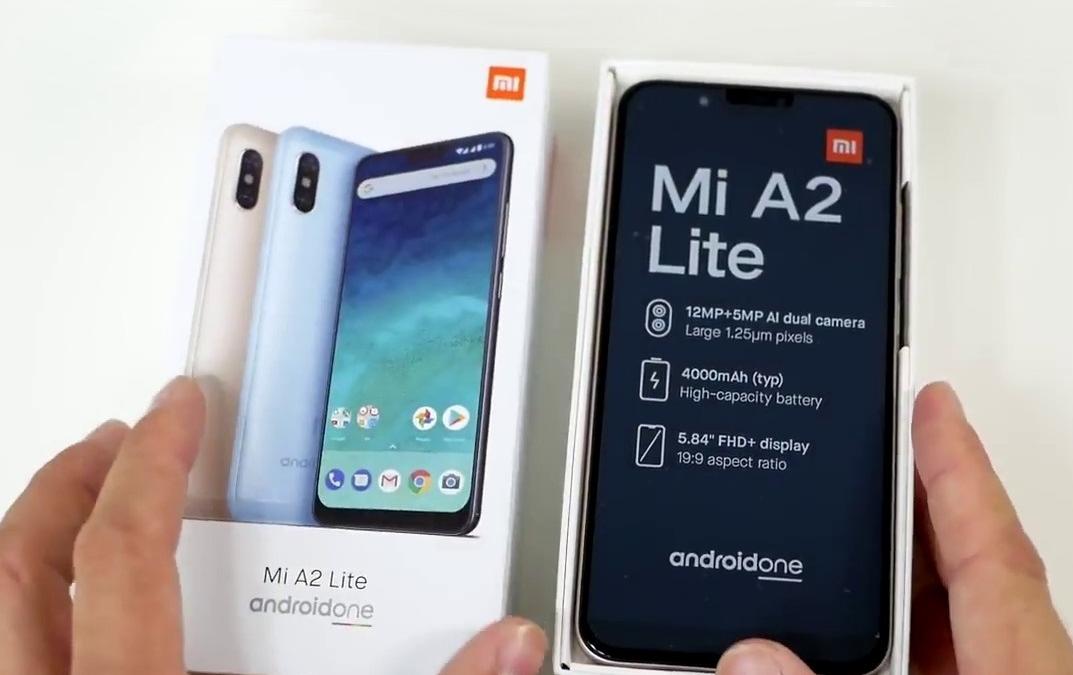 mi
andr
Mi A2 Lite
androidone
mi
Mi A2
Lite
12MP+5MP AI dual camera
Large 1.25μm pixels
4000mAh (typ)
High-capacity battery
5.84" FHD+ display
19:9 aspect ratio
androidone